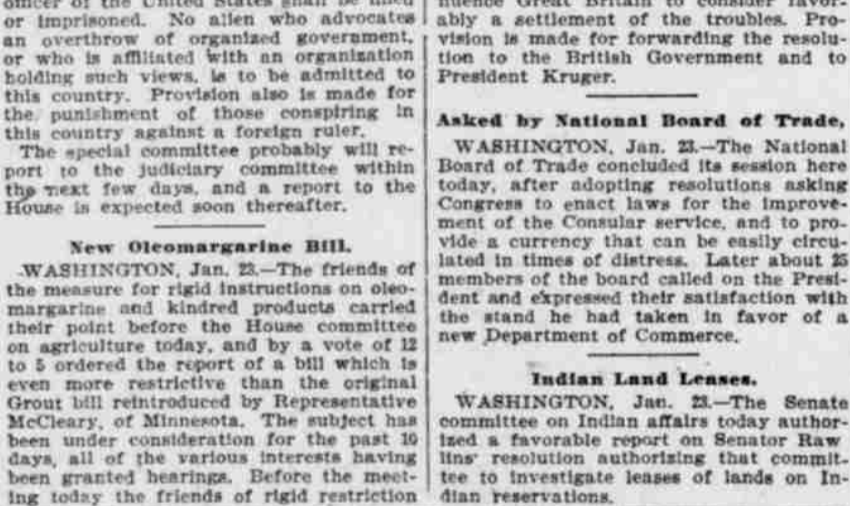 officer of the United States shall be fined
or imprisoned. No alien who advocates
an overthrow of organized government,
or who is affiliated with an organization
holding such views, is to be admitted to
this country. Provision also is made for
the punishment of those conspiring in
this country against a foreign ruler.
The special committee probably will re-
port to the judiciary committee within
the next few days, and a report to the
House is expected soon thereafter.
New Oleomargarine Bill.
WASHINGTON, Jan. 23.—The friends of
the measure for rigid instructions on oleo-
margarine and kindred products carried
their point before the House committee
on agriculture today, and by a vote of 12
to 5 ordered the report of a bill which is
even more restrictive than the original
Grout bill reintroduced by Representative
McCleary, of Minnesota. The subject has
been under consideration for the past 10
days, all of the various interests having
been granted hearings. Before the meet-
ing today the friends of rigid restriction
nuence Great Britain to consider favor-
ably a settlement of the troubles. Pro-
vision is made for forwarding the resolu-
tion to the British Government and to
President Kruger.
Asked by National Board of Trade,
WASHINGTON, Jan. 23.—The National
Board of Trade concluded its session here
today, after adopting resolutions asking
Congress to enact laws for the improve-
ment of the Consular service, and to pro-
vide a currency that can be easily circu-
lated in times of distress. Later about 25
members of the board called on the Presi-
dent and expressed their satisfaction with
the stand he had taken in favor of a
new Department of Commerce.
Indian Land Leases.
WASHINGTON, Jan. 23.—The Senate
committee on Indian affairs today author-
ized a favorable report on Senator Raw
lins' resolution authorizing that commit-
tee to investigate leases of lands on In-
dian reservations.